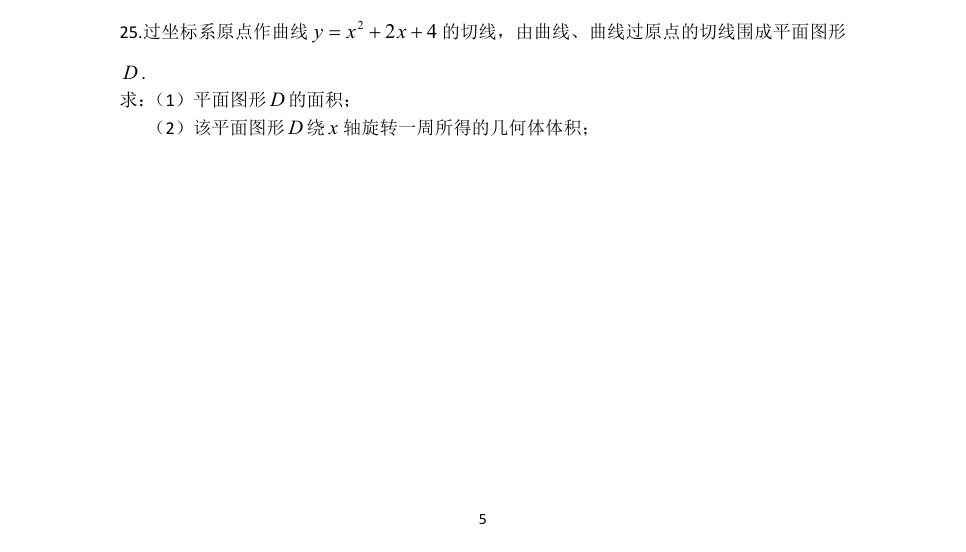 25.过坐标系原点作曲线 y = x² + 2x + 4 的切线，由曲线、曲线过原点的切线围成平面图形
D .
求：（1）平面图形 D 的面积；
（2）该平面图形 D 绕 x 轴旋转一周所得的几何体体积；
5